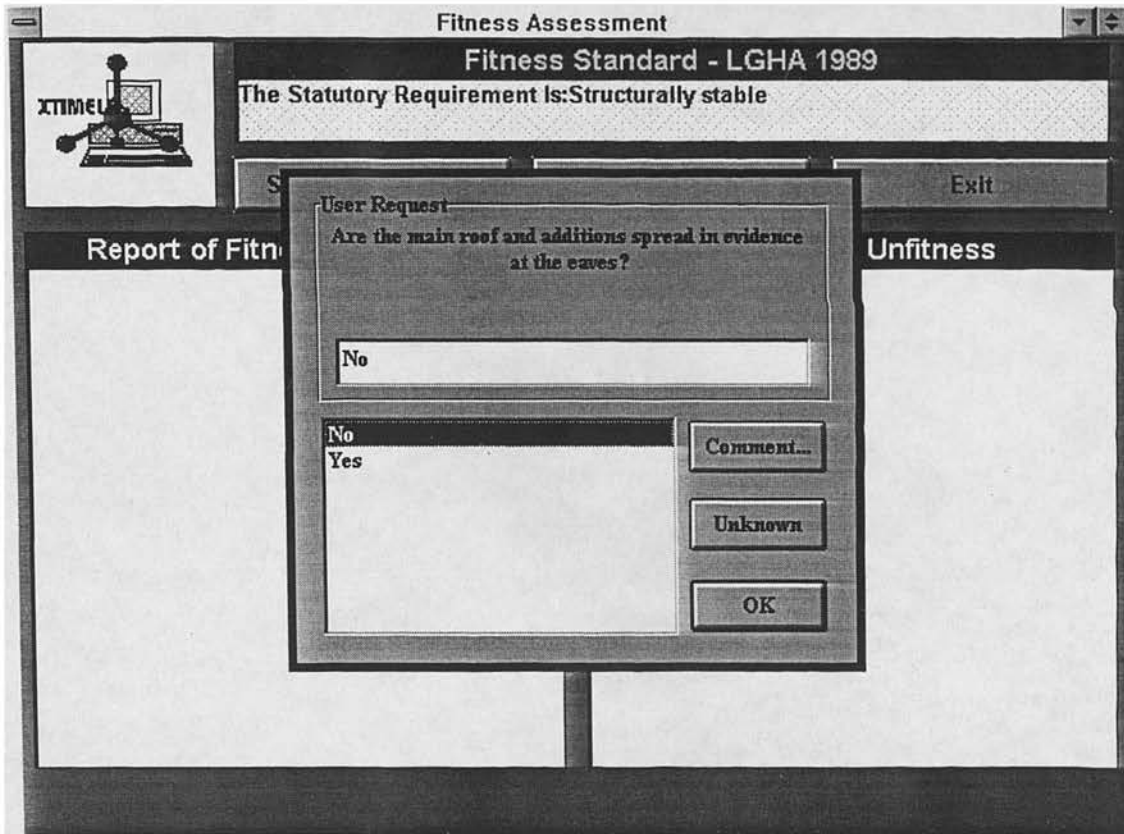 Fitness Assessment
Fitness Standard - LGHA 1989
XTIMEL
The Statutory Requirement Is:Structurally stable
S
Exit
User Request
Are the main roof and additions spread in evidence
at the eaves?
Report of Fitn
Unfitness
No
No
Yes
Comment...
Unknown
OK